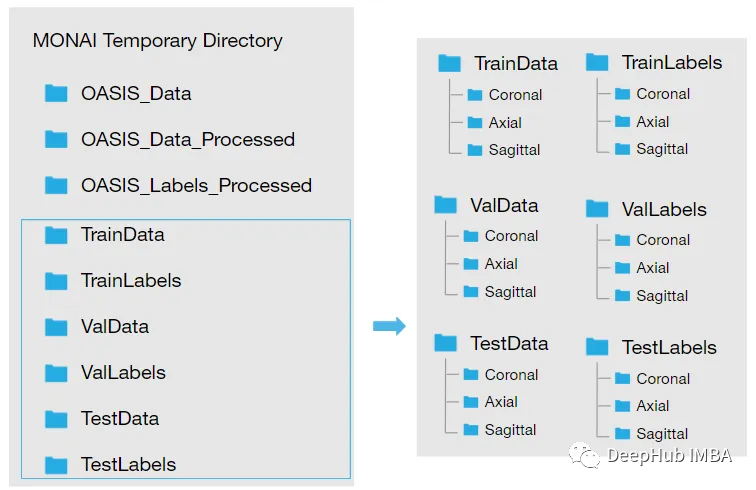 MONAI Temporary Directory
OASIS_Data
OASIS_Data_Processed
OASIS_Labels_Processed
TrainData
TrainLabels
ValData
ValLabels
TestData
TestLabels
TrainData
Coronal
Axial
Sagittal
TrainLabels
Coronal
Axial
Sagittal
ValData
Coronal
Axial
Sagittal
ValLabels
Coronal
Axial
Sagittal
TestData
Coronal
Axial
Sagittal
TestLabels
Coronal
Axial
Sagittal
DeepHub IMBA